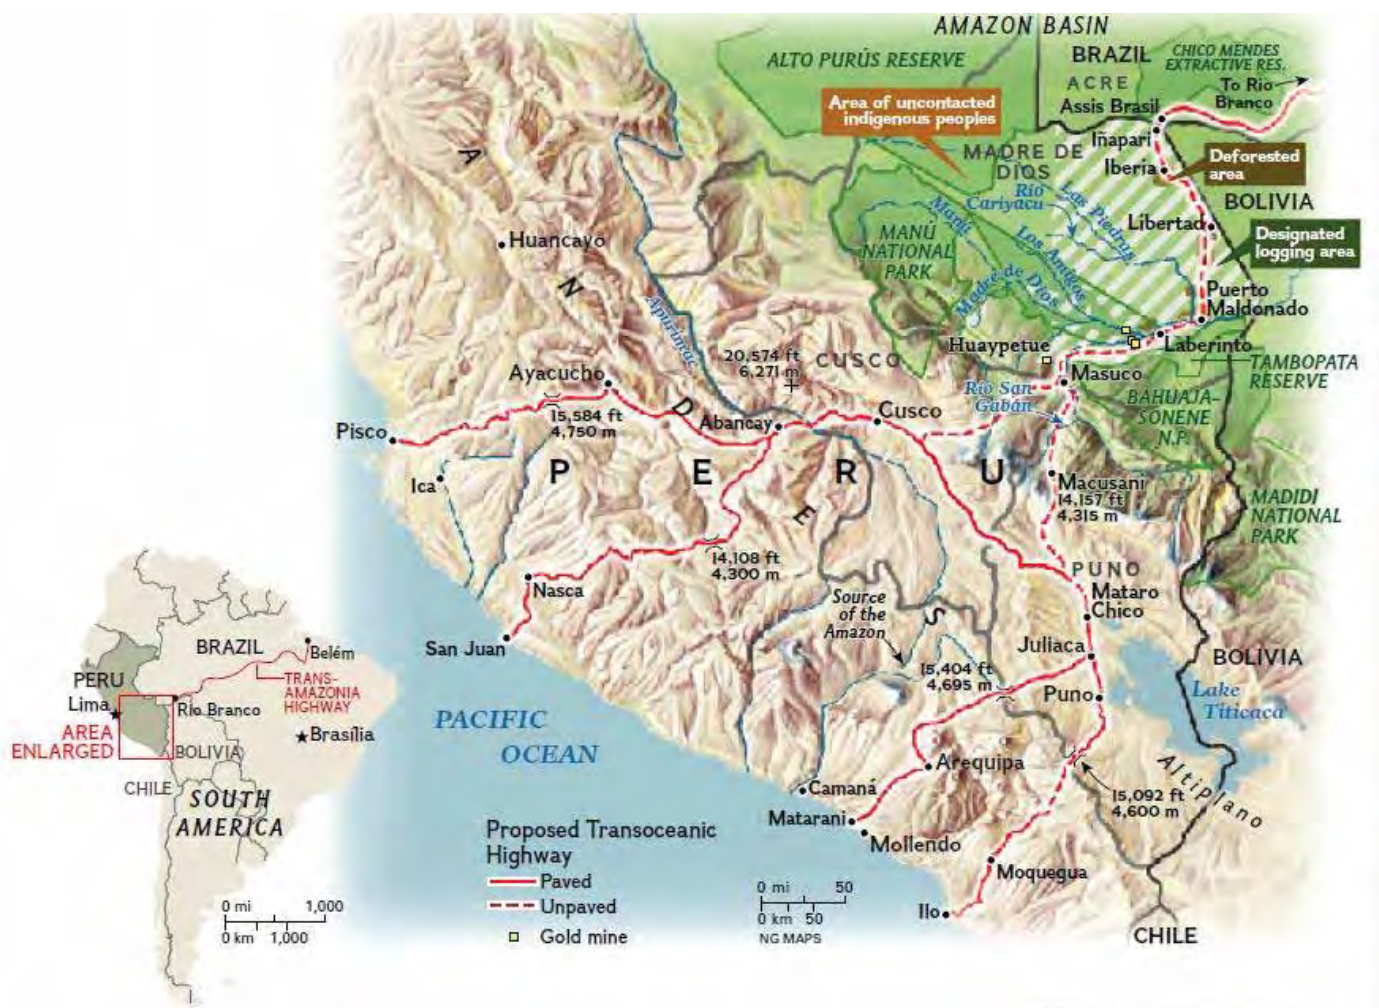 AMAZON BASIN
ALTO PURÚS RESERVE
BRAZIL
CHICO MENDES
EXTRACTIVE RES.
ACRE
To Rio
Branco
Assis Brasil
Area of uncontacted
indigenous peoples
Iñapari
MADRE DE
DIOS
Iberia
Deforested
area
Río
Cariyacu
Las Piedras
BOLIVIA
Manú
Libertad
MANÚ
NATIONAL
PARK
Los Amigos
Designated
logging area
Huancayo
Madre de Dios
Puerto
Maldonado
Apurímac
Huaypetue
Laberinto
20,574 ft
6,271 m
CUSCO
TAMBOPATA
RESERVE
Ayacucho
Masuco
Río San
Gabán
BAHUAJA-
SONENE
N.P.
15,584 ft
4,750 m
Abancay
Cusco
Pisco
PERU
ANDES
Ica
Macusani
14,157 ft
4,315 m
MADIDI
NATIONAL
PARK
14,108 ft
4,300 m
PUNO
Nasca
Mataro
Chico
Source
of the
Amazon
San Juan
Juliaca
BOLIVIA
15,404 ft
4,695 m
Puno
Lake
Titicaca
PACIFIC
OCEAN
Arequipa
Altiplano
15,092 ft
4,600 m
Camaná
Matarani
Mollendo
Moquegua
Ilo
CHILE
BRAZIL
Belém
PERU
TRANS-
AMAZONIA
HIGHWAY
Lima
Rio Branco
AREA
ENLARGED
Brasília
BOLIVIA
CHILE
SOUTH
AMERICA
0 mi 1,000
0 km 1,000
Proposed Transoceanic
Highway
Paved
Unpaved
Gold mine
0 mi 50
0 km 50
NG MAPS